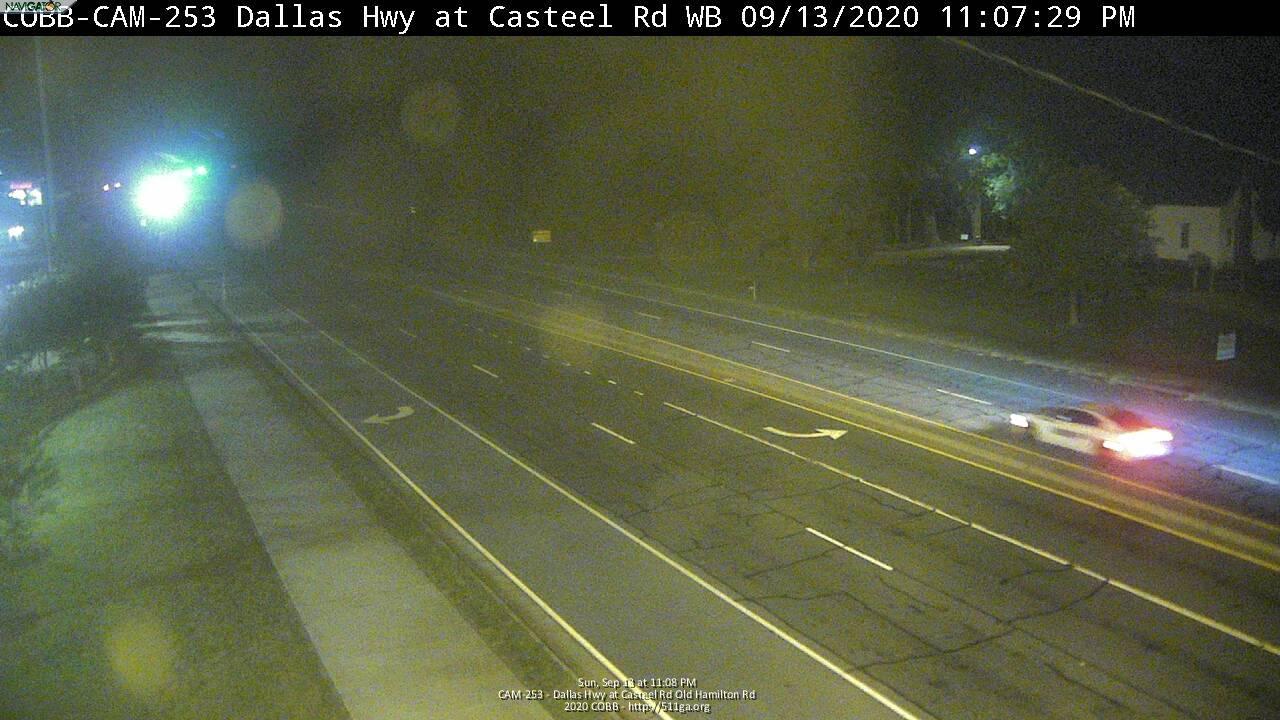 NAVIGATOR
COBB-CAM-253 Dallas Hwy at Casteel Rd WB 09/13/2020 11:07:29 PM
Sun, Sep 13 at 11:08 PM
CAM-253 - Dallas Hwy at Casteel Rd Old Hamilton Rd
2020 COBB - http://511ga.org